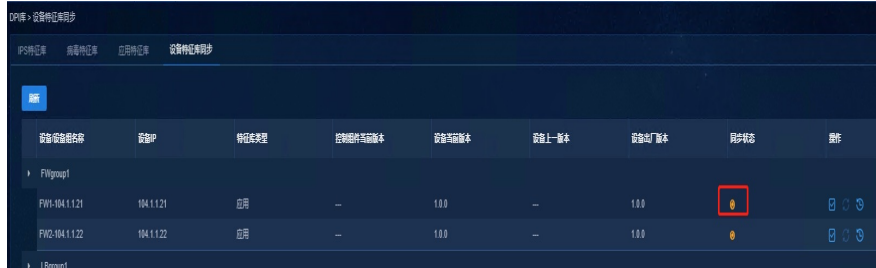 DPI库 > 设备特征库同步
IPS特征库 病毒特征库 应用特征库 设备特征库同步
刷新
设备/设备组名称 设备IP 特征库类型 控制组件当前版本 设备当前版本 设备上一版本 设备出厂版本 同步状态 操作
FWgroup1
FW1-104.1.1.21 104.1.1.21 应用 -- 1.0.0 -- 1.0.0
FW2-104.1.1.22 104.1.1.22 应用 -- 1.0.0 -- 1.0.0
LBgroup1